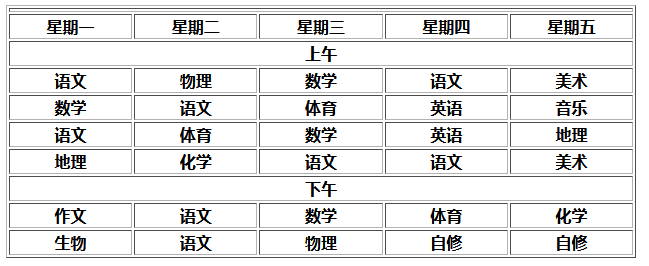 星期一 星期二 星期三 星期四 星期五
上午
语文 物理 数学 语文 美术
数学 语文 体育 英语 音乐
语文 体育 数学 英语 地理
地理 化学 语文 语文 美术
下午
作文 语文 数学 体育 化学
生物 语文 物理 自修 自修